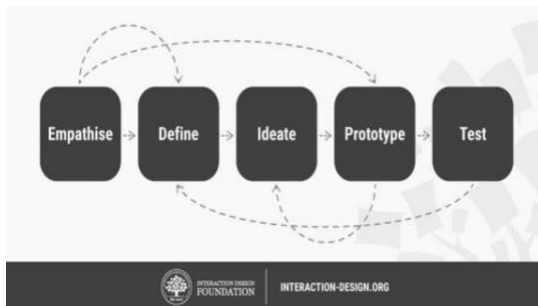 Empathise
Define
Ideate
Prototype
Test
INTERACTION DESIGN
FOUNDATION
INTERACTION-DESIGN.ORG